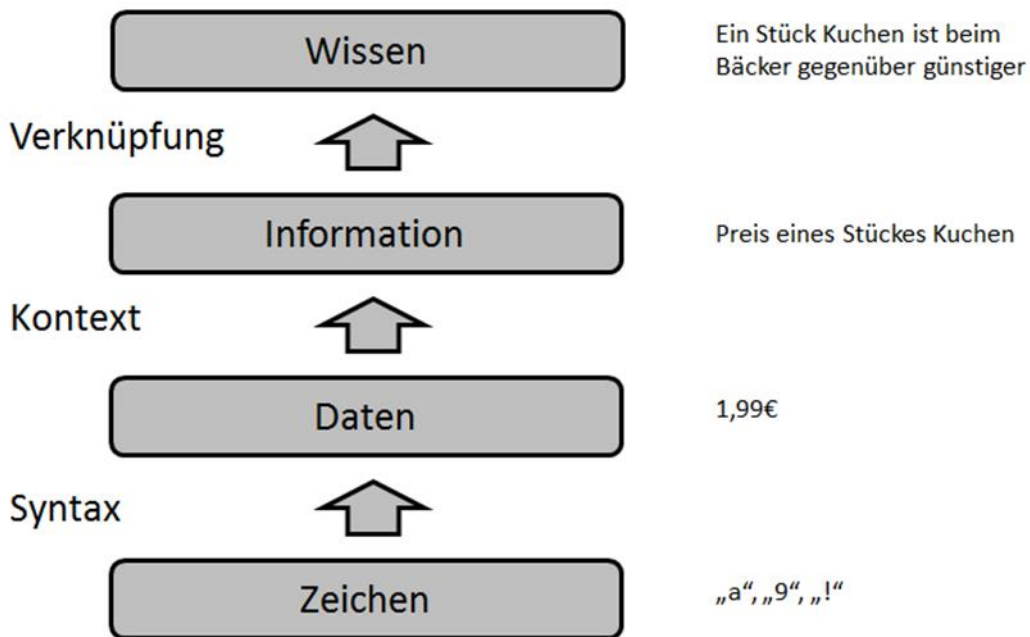 Wissen
Ein Stück Kuchen ist beim
Bäcker gegenüber günstiger
Verknüpfung
Information
Preis eines Stückes Kuchen
Kontext
Daten
1,99€
Syntax
Zeichen
„a“, „9“, „!“